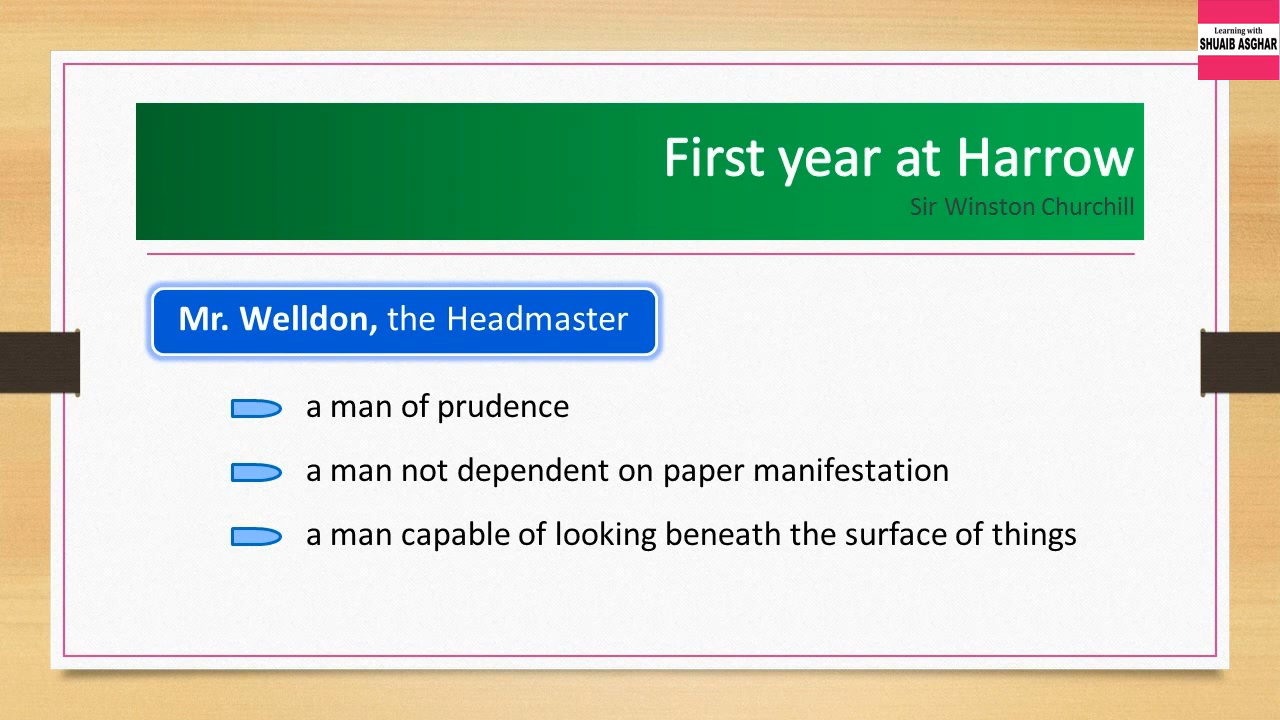 Learning with
SHUAIB ASGHAR
First year at Harrow
Sir Winston Churchill
Mr. Welldon, the Headmaster
a man of prudence
a man not dependent on paper manifestation
a man capable of looking beneath the surface of things